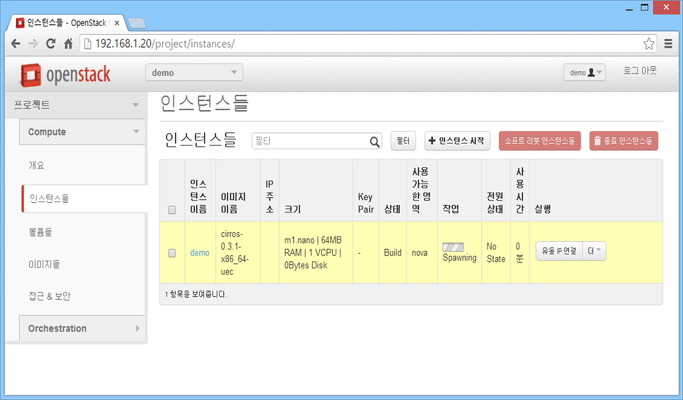 인스턴스들 - OpenStack
192.168.1.20/project/instances/
openstack
demo
demo
로그 아웃
프로젝트
Compute
개요
인스턴스들
볼륨들
이미지들
접근 & 보안
Orchestration
인스턴스들
인스턴스들
필터
필터
+ 인스턴스 시작
소프트 리붓 인스턴스들
종료 인스턴스들
인스
턴스
이름
이미지
이름
IP
주
소
크기
Key
Pair
상태
사용
가능
한 영
역
작업
전원
상태
사
용
시
간
실행
demo
cirros-
0.3.1-
x86_64-
uec
m1.nano | 64MB
RAM | 1 VCPU |
0Bytes Disk
-
Build
nova
Spawning
No
State
0
분
유동 IP 연결
더
1 항목을 보여줍니다.